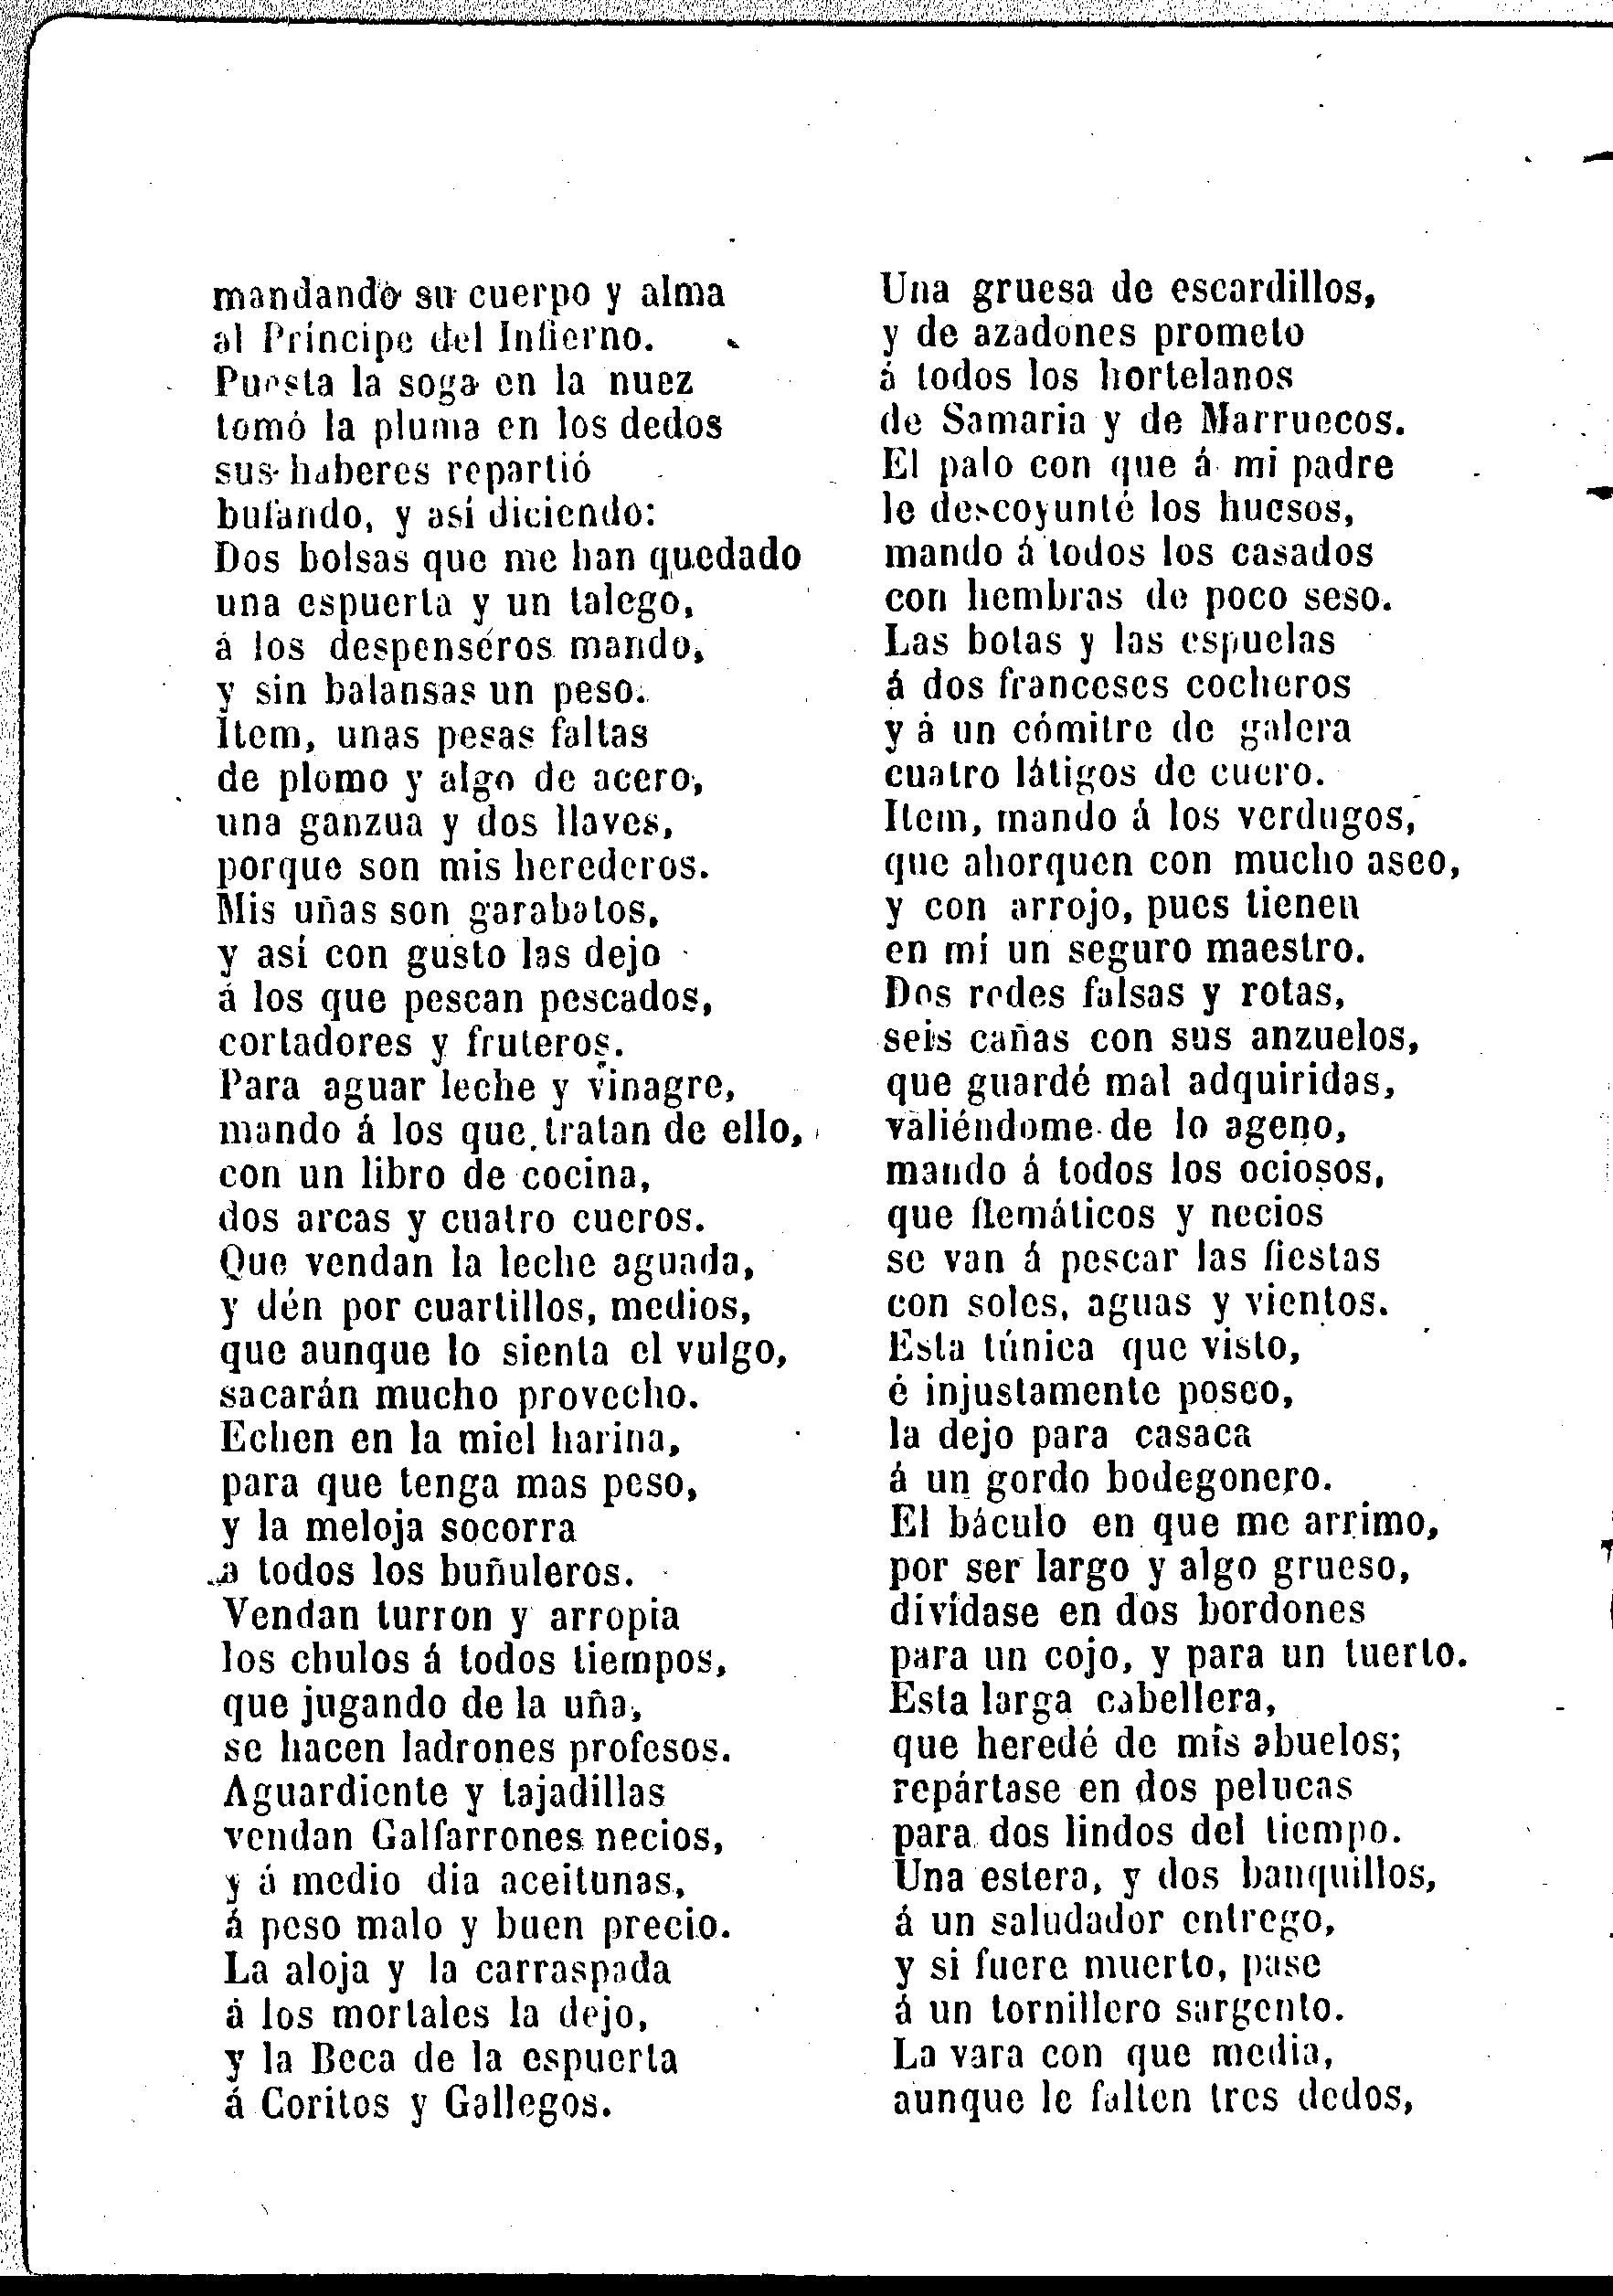 mandando su cuerpo y alma
al Príncipe del Infierno.
Puesta la soga en la nuez
tomó la pluma en los dedos
sus haberes repartió
bufando, y así diciendo:
Dos bolsas que me han quedado
una espuerta y un talego,
á los despenséros mando,
y sin balansas un peso.
Item, unas pesas faltas
de plomo y algo de acero,
una ganzua y dos llaves,
porque son mis herederos.
Mis uñas son garabatos,
y así con gusto las dejo
á los que pescan pescados,
cortadores y fruteros.
Para aguar leche y vinagre,
mando á los que tratan de ello,
con un libro de cocina,
dos arcas y cuatro cueros.
Que vendan la leche aguada,
y dén por cuartillos, medios,
que aunque lo sienta el vulgo,
sacarán mucho provecho.
Echen en la miel harina,
para que tenga mas peso,
y la meloja socorra
a todos los buñuleros.
Vendan turron y arropia
los chulos á todos tiempos,
que jugando de la uña,
se hacen ladrones profesos.
Aguardiente y tajadillas
vendan Galfarrones necios,
y á medio dia aceitunas,
á peso malo y buen precio.
La aloja y la carraspada
á los mortales la dejo,
y la Beca de la espuerta
á Coritos y Gallegos.
Una gruesa de escardillos,
y de azadones prometo
á todos los hortelanos
de Samaria y de Marruecos.
El palo con que á mi padre
le descoyunté los huesos,
mando á todos los casados
con hembras de poco seso.
Las botas y las espuelas
á dos franceses cocheros
y á un cómitre de galera
cuatro látigos de cuero.
Item, mando á los verdugos,
que ahorquen con mucho aseo,
y con arrojo, pues tienen
en mí un seguro maestro.
Dos redes falsas y rotas,
seis cañas con sus anzuelos,
que guardé mal adquiridas,
valiéndome de lo ageno,
mando á todos los ociosos,
que flemáticos y necios
se van á pescar las fiestas
con soles, aguas y vientos.
Esta túnica que visto,
é injustamente poseo,
la dejo para casaca
á un gordo bodegonero.
El báculo en que me arrimo,
por ser largo y algo grueso,
divídase en dos bordones
para un cojo, y para un tuerto.
Esta larga cabellera,
que heredé de mis abuelos;
repártase en dos pelucas
para dos lindos del tiempo.
Una estera, y dos banquillos,
á un saludador entrego,
y si fuere muerto, pase
á un tornillero sargento.
La vara con que media,
aunque le falten tres dedos,